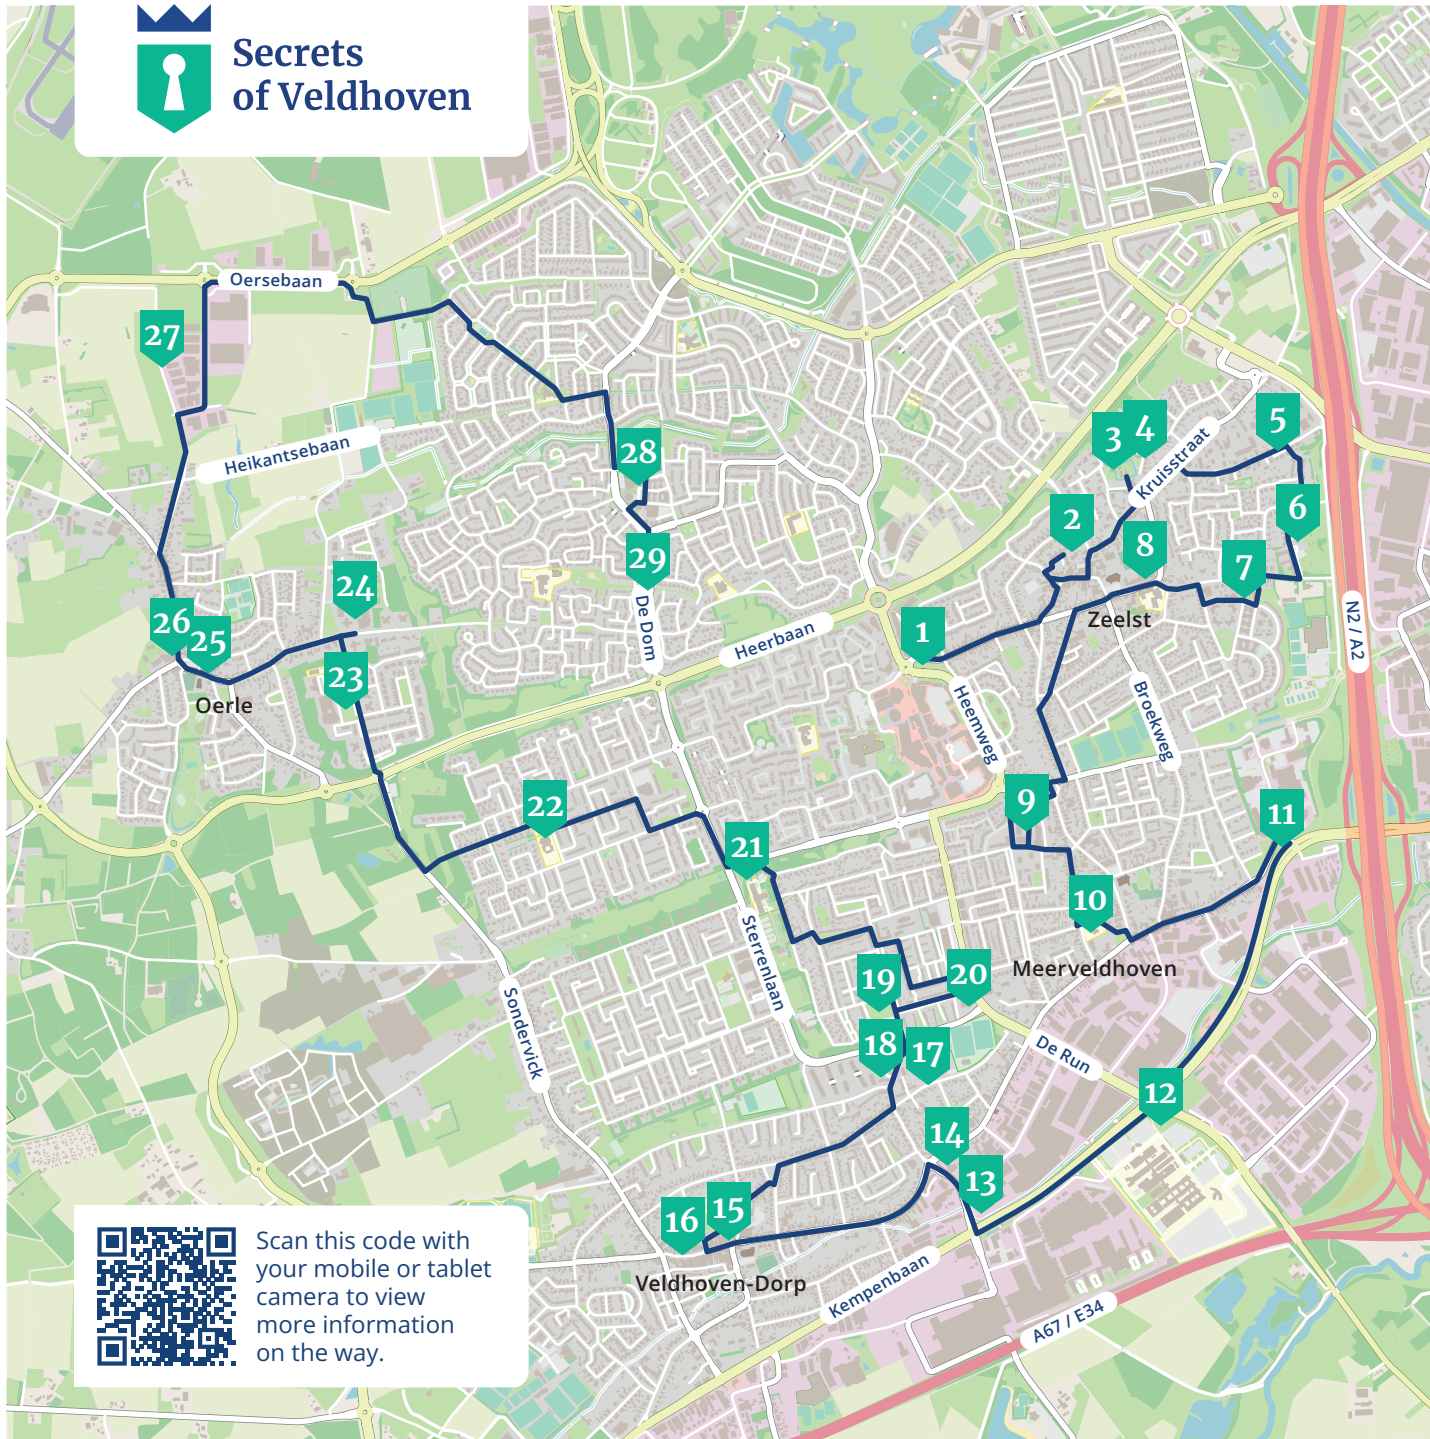 Secrets
of Veldhoven
Oersebaan
27
Heikantsebaan
28
3
4
5
Kruisstraat
6
2
8
7
29
24
26
25
De Dom
1
Heerbaan
Zeelst
N2 / A2
23
Oerle
Heemweg
Broekweg
22
9
11
21
10
Sterrenlaan
19
20
Meerveldhoven
Sondervick
18
17
De Run
12
14
13
16
15
Veldhoven-Dorp
Kempenbaan
A67 / E34
Scan this code with
your mobile or tablet
camera to view
more information
on the way.